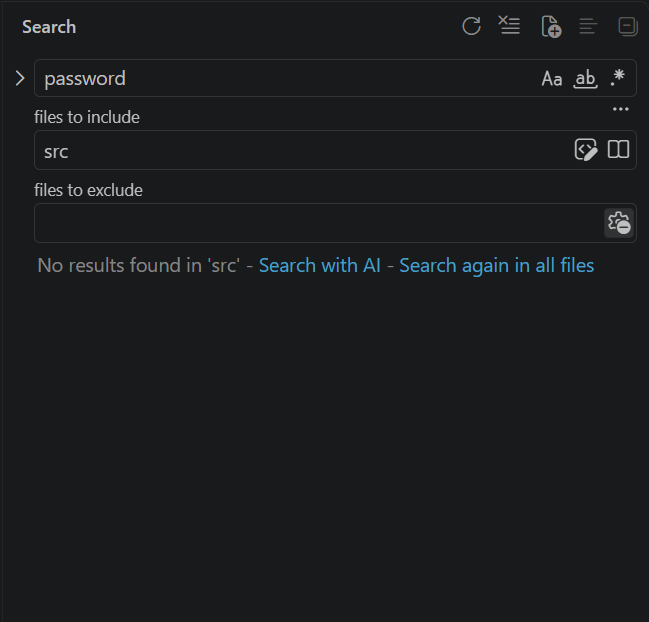 Search
password Aa ab .*
...
files to include
src
files to exclude
No results found in 'src' - Search with AI - Search again in all files